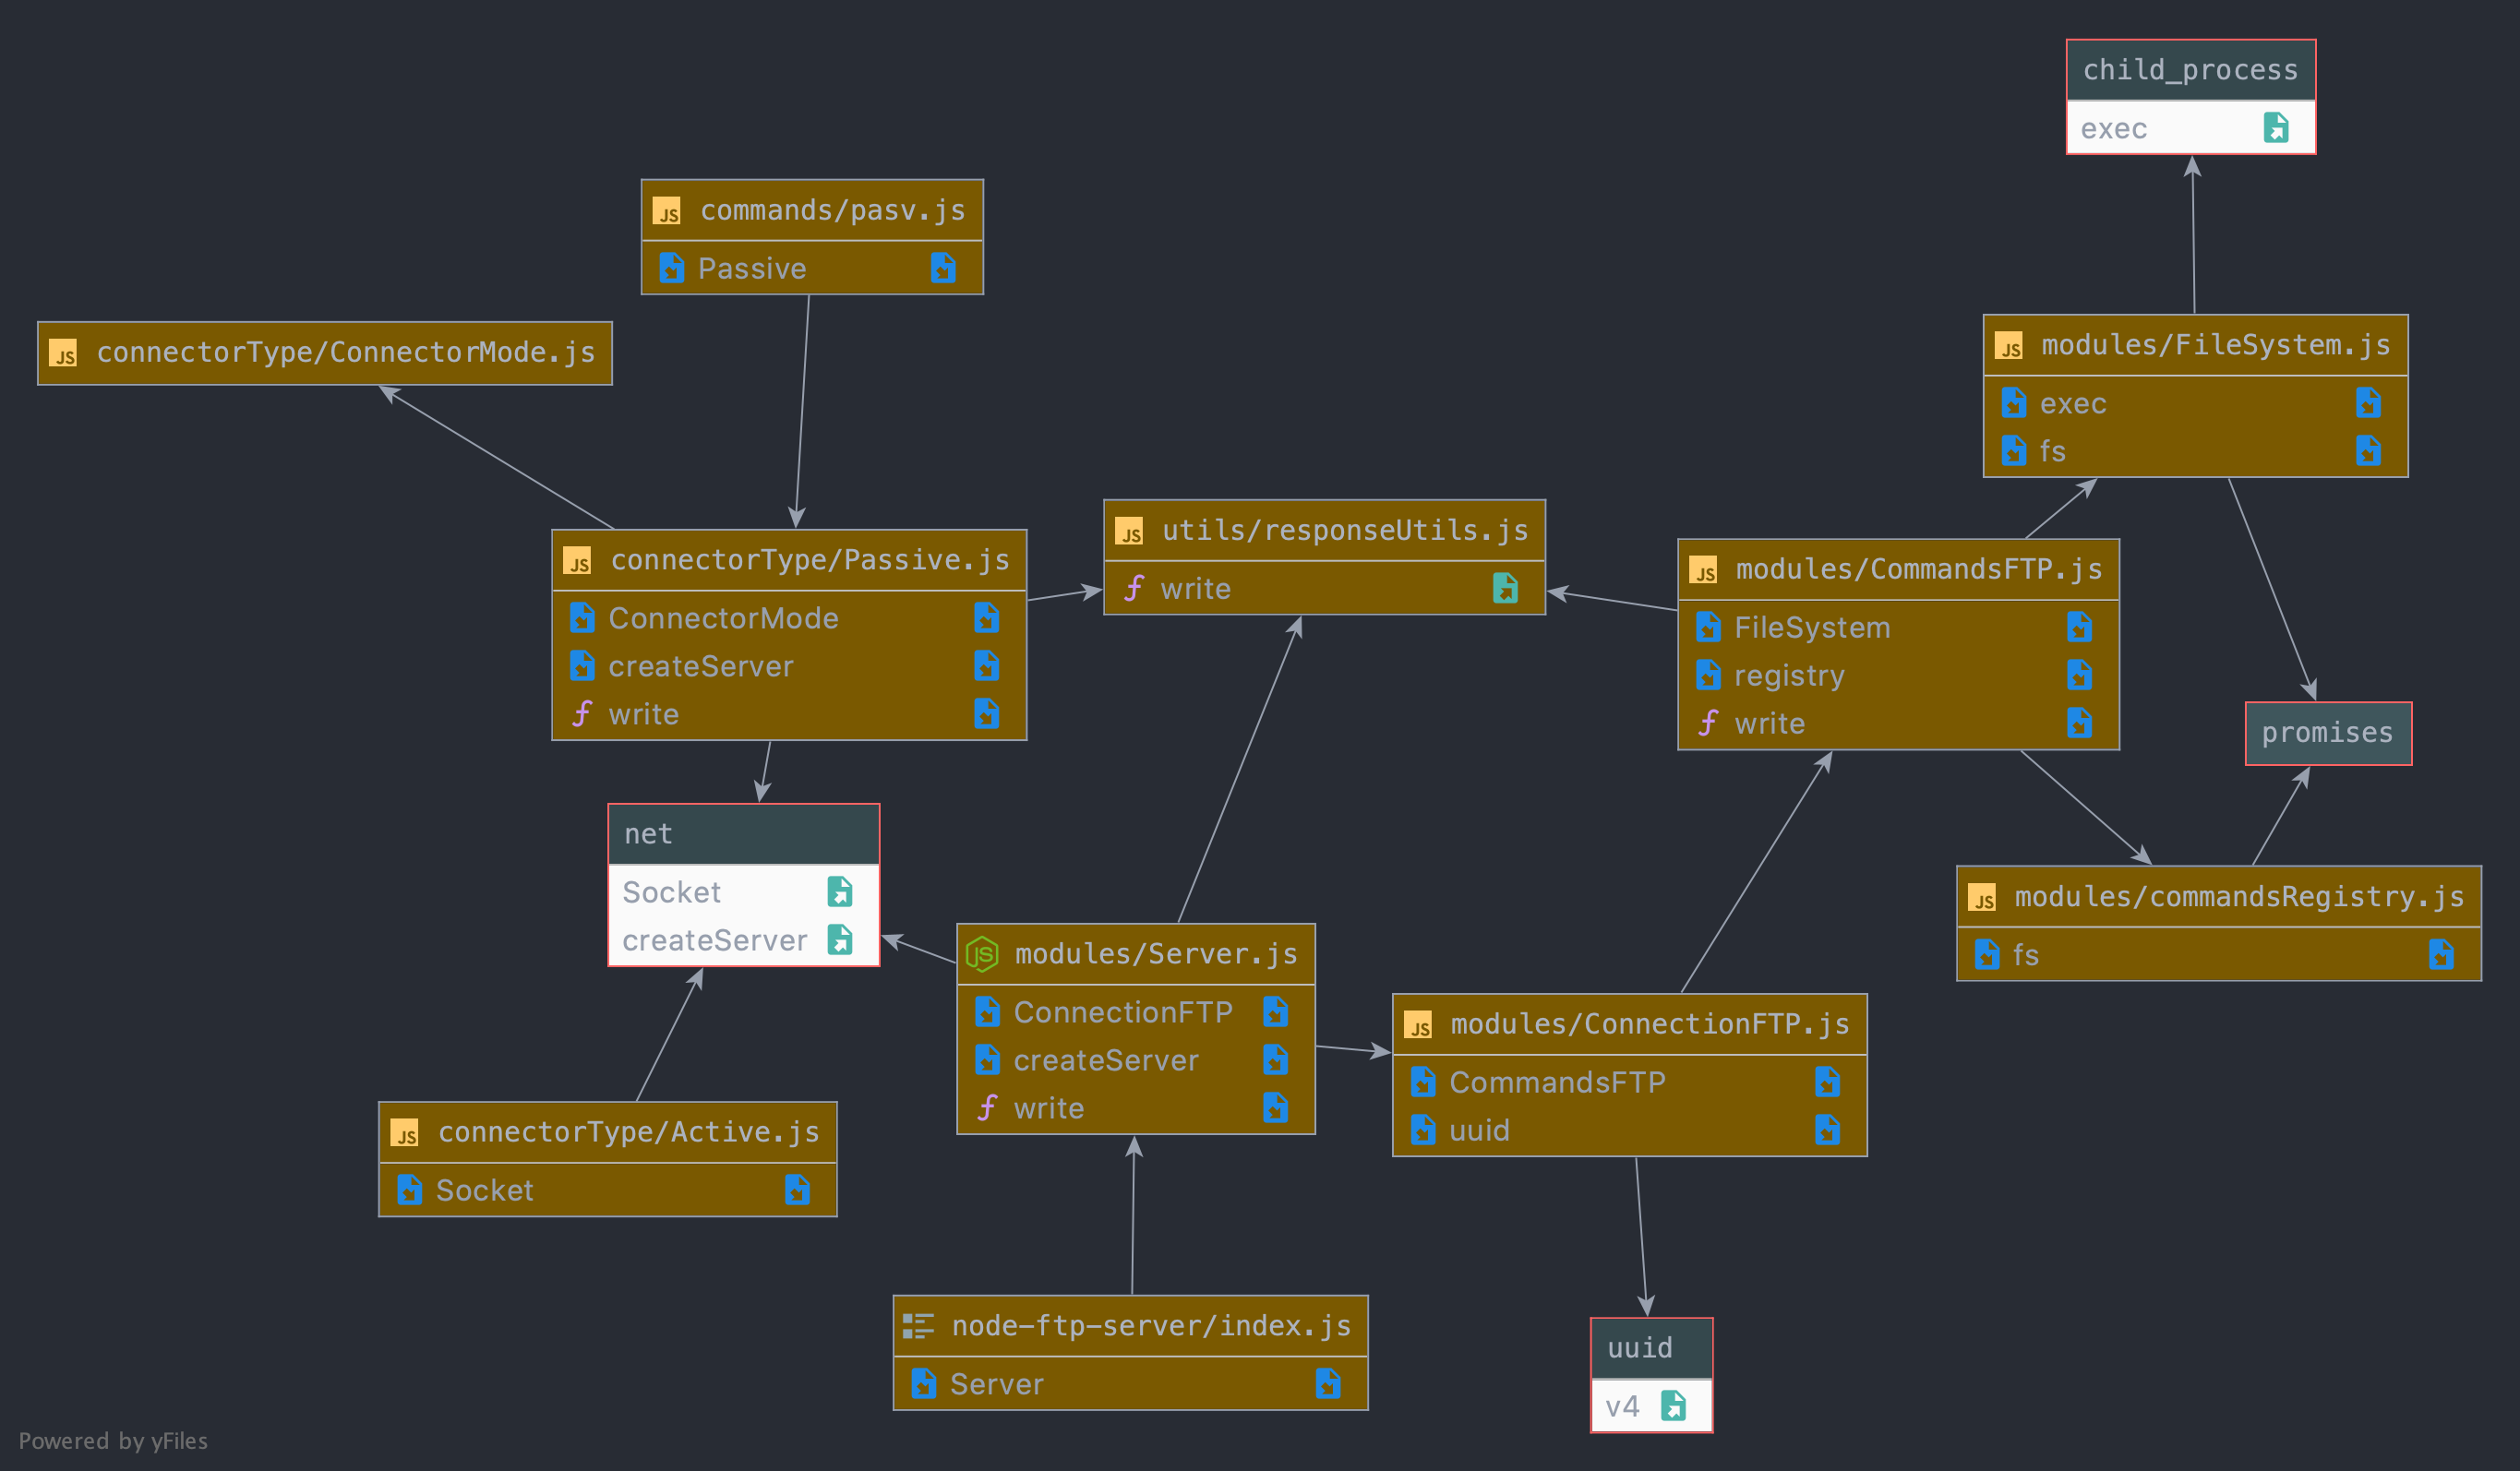 child_process
exec
commands/pasv.js
Passive
connectorType/ConnectorMode.js
modules/FileSystem.js
exec
fs
connectorType/Passive.js
ConnectorMode
createServer
write
utils/responseUtils.js
write
modules/CommandsFTP.js
FileSystem
registry
write
promises
net
Socket
createServer
modules/commandsRegistry.js
fs
modules/Server.js
ConnectionFTP
createServer
write
modules/ConnectionFTP.js
CommandsFTP
uuid
connectorType/Active.js
Socket
node-ftp-server/index.js
Server
uuid
v4
Powered by yFiles